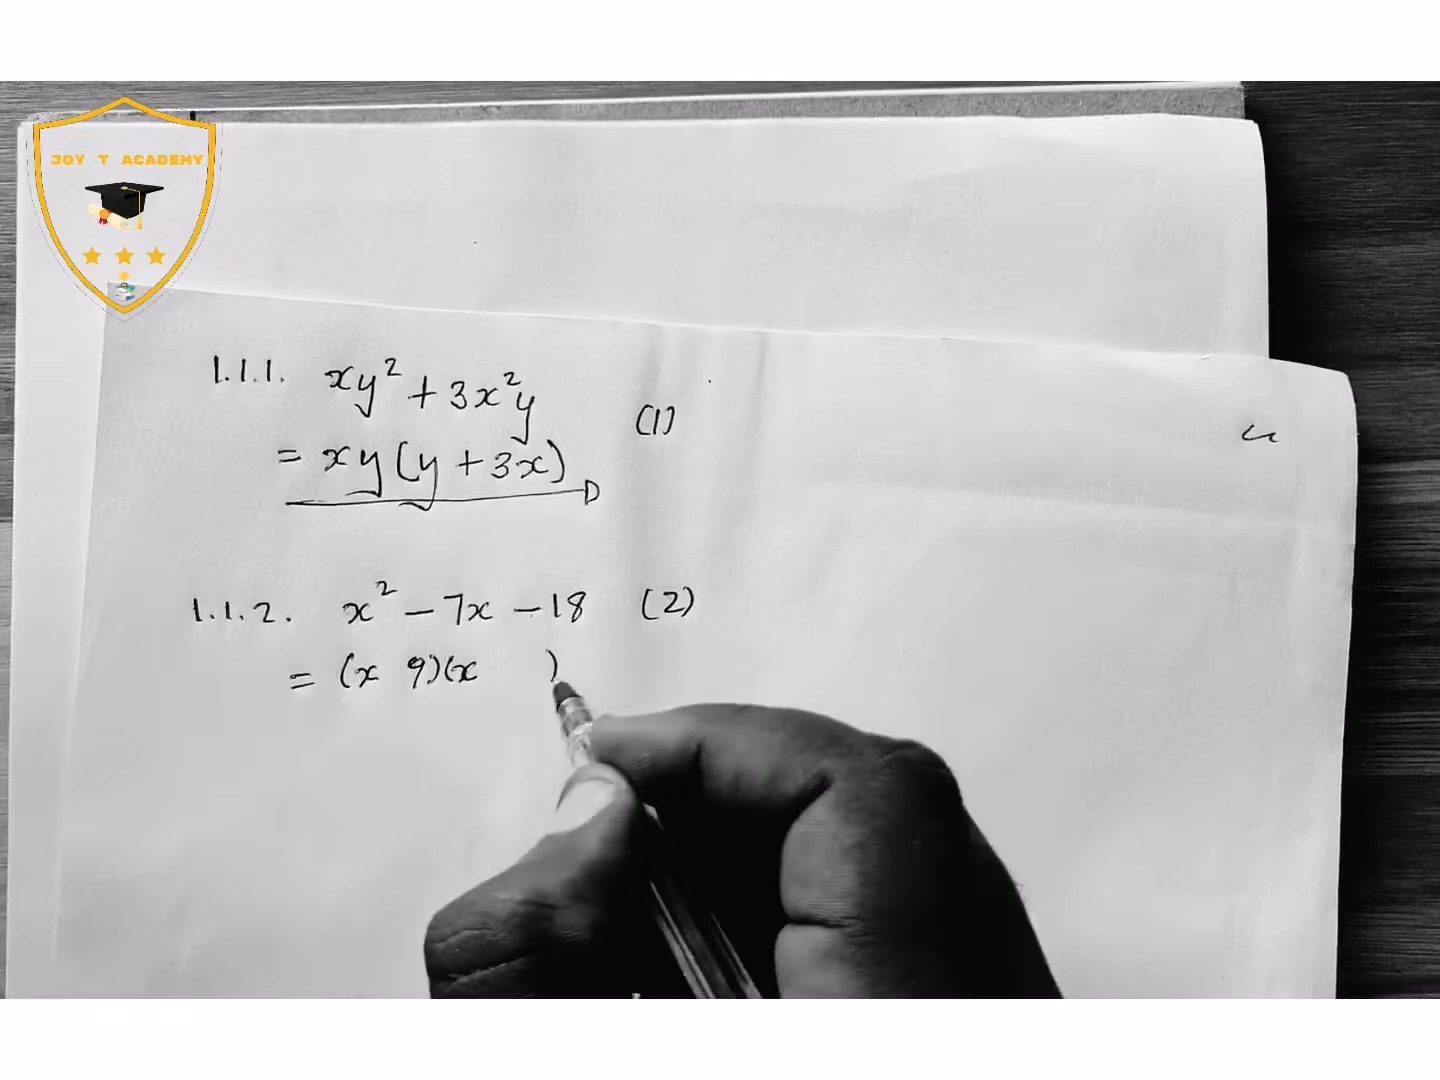 JOY T ACADEMY
1.1.1. xy² + 3x²y (1)
= xy(y + 3x)
1.1.2. x² - 7x - 18 (2)
= (x 9)(x )